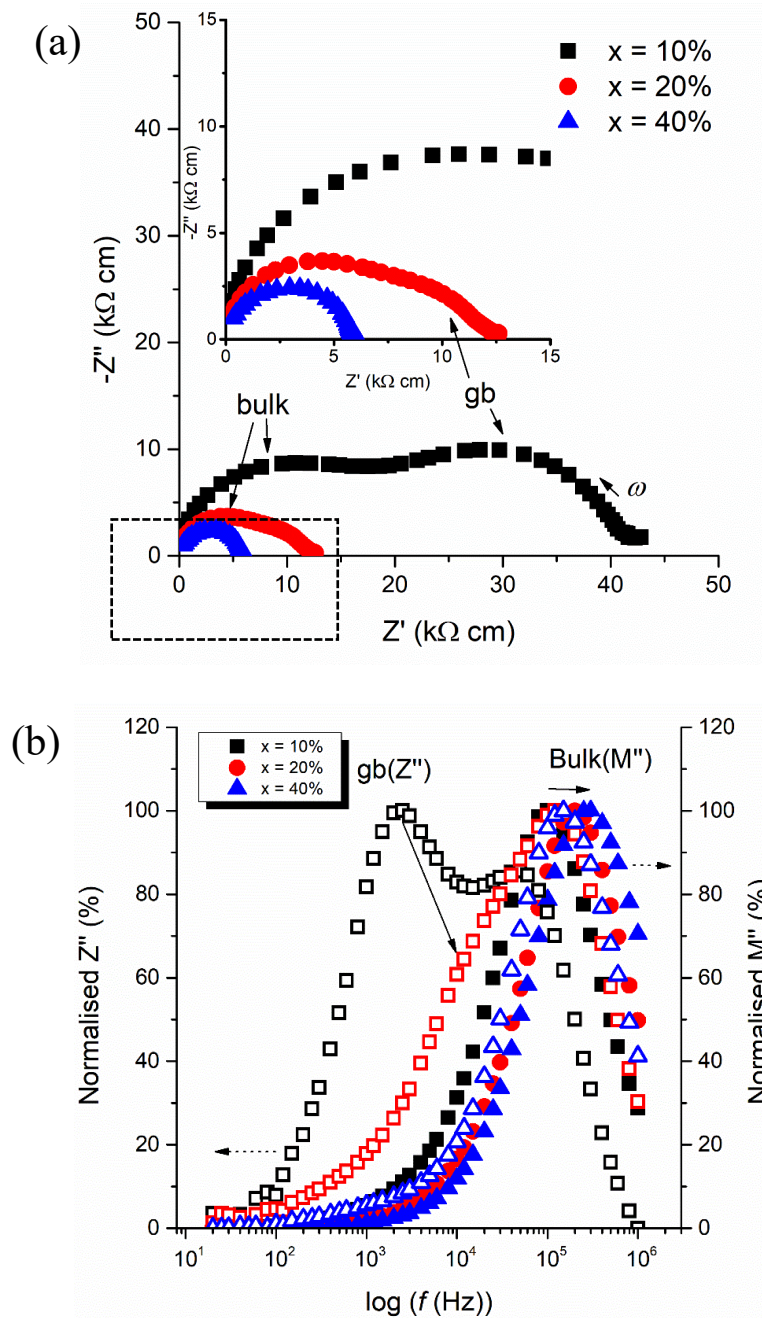 (a)
50
40
30
20
10
0
-Z" (kΩ cm)
15
10
5
0
-Z" (kΩ cm)
0
5
10
15
Z' (kΩ cm)
x = 10%
x = 20%
x = 40%
bulk
gb
ω
0
10
20
30
40
50
Z' (kΩ cm)
(b)
120
100
80
60
40
20
0
Normalised Z" (%)
x = 10%
x = 20%
x = 40%
gb(Z")
Bulk(M")
120
100
80
60
40
20
0
Normalised M" (%)
10¹
10²
10³
10⁴
10⁵
10⁶
log (f (Hz))